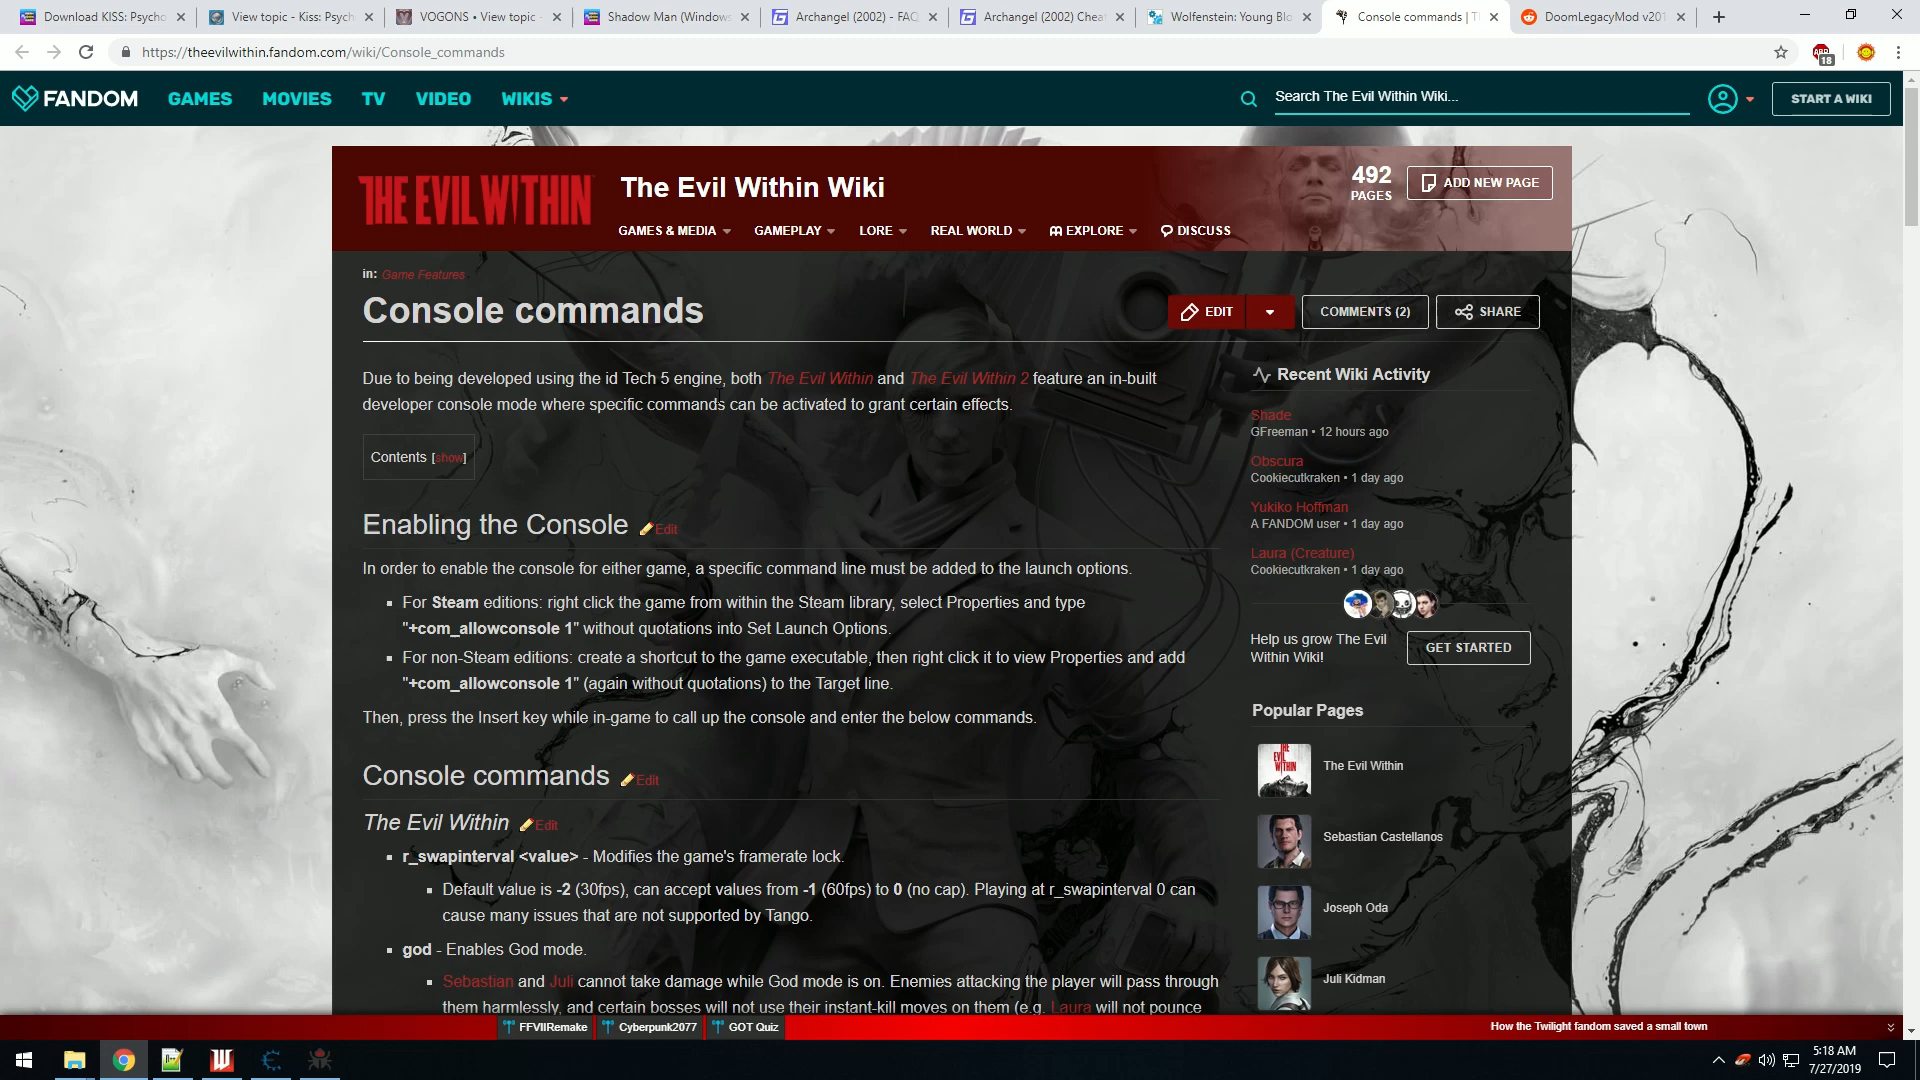 Download KISS: Psycho
View topic - Kiss: Psych
VOGONS • View topic -
Shadow Man (Windows
Archangel (2002) - FAQ
Archangel (2002) Chea
Wolfenstein: Young Blo
Console commands | T
DoomLegacyMod v201
https://theevilwithin.fandom.com/wiki/Console_commands
ABP
18
FANDOM
GAMES
MOVIES
TV
VIDEO
WIKIS
Search The Evil Within Wiki...
START A WIKI
THE EVIL WITHIN
The Evil Within Wiki
492
PAGES
ADD NEW PAGE
GAMES & MEDIA
GAMEPLAY
LORE
REAL WORLD
EXPLORE
DISCUSS
in: Game Features
Console commands
EDIT
COMMENTS (2)
SHARE
Due to being developed using the id Tech 5 engine, both The Evil Within and The Evil Within 2 feature an in-built
developer console mode where specific commands can be activated to grant certain effects.
Contents [show]
Enabling the Console Edit
In order to enable the console for either game, a specific command line must be added to the launch options.
For Steam editions: right click the game from within the Steam library, select Properties and type
"+com_allowconsole 1" without quotations into Set Launch Options.
For non-Steam editions: create a shortcut to the game executable, then right click it to view Properties and add
"+com_allowconsole 1" (again without quotations) to the Target line.
Then, press the Insert key while in-game to call up the console and enter the below commands.
Console commands Edit
The Evil Within Edit
r_swapinterval <value> - Modifies the game's framerate lock.
Default value is -2 (30fps), can accept values from -1 (60fps) to 0 (no cap). Playing at r_swapinterval 0 can
cause many issues that are not supported by Tango.
god - Enables God mode.
Sebastian and Juli cannot take damage while God mode is on. Enemies attacking the player will pass through
them harmlessly, and certain bosses will not use their instant-kill moves on them (e.g. Laura will not pounce
Recent Wiki Activity
Shade
GFreeman • 12 hours ago
Obscura
Cookiecutkraken • 1 day ago
Yukiko Hoffman
A FANDOM user • 1 day ago
Laura (Creature)
Cookiecutkraken • 1 day ago
Help us grow The Evil
Within Wiki!
GET STARTED
Popular Pages
THE EVIL WITHIN
The Evil Within
Sebastian Castellanos
Joseph Oda
Juli Kidman
FFVIIRemake
Cyberpunk2077
GOT Quiz
How the Twilight fandom saved a small town
5:18 AM
7/27/2019